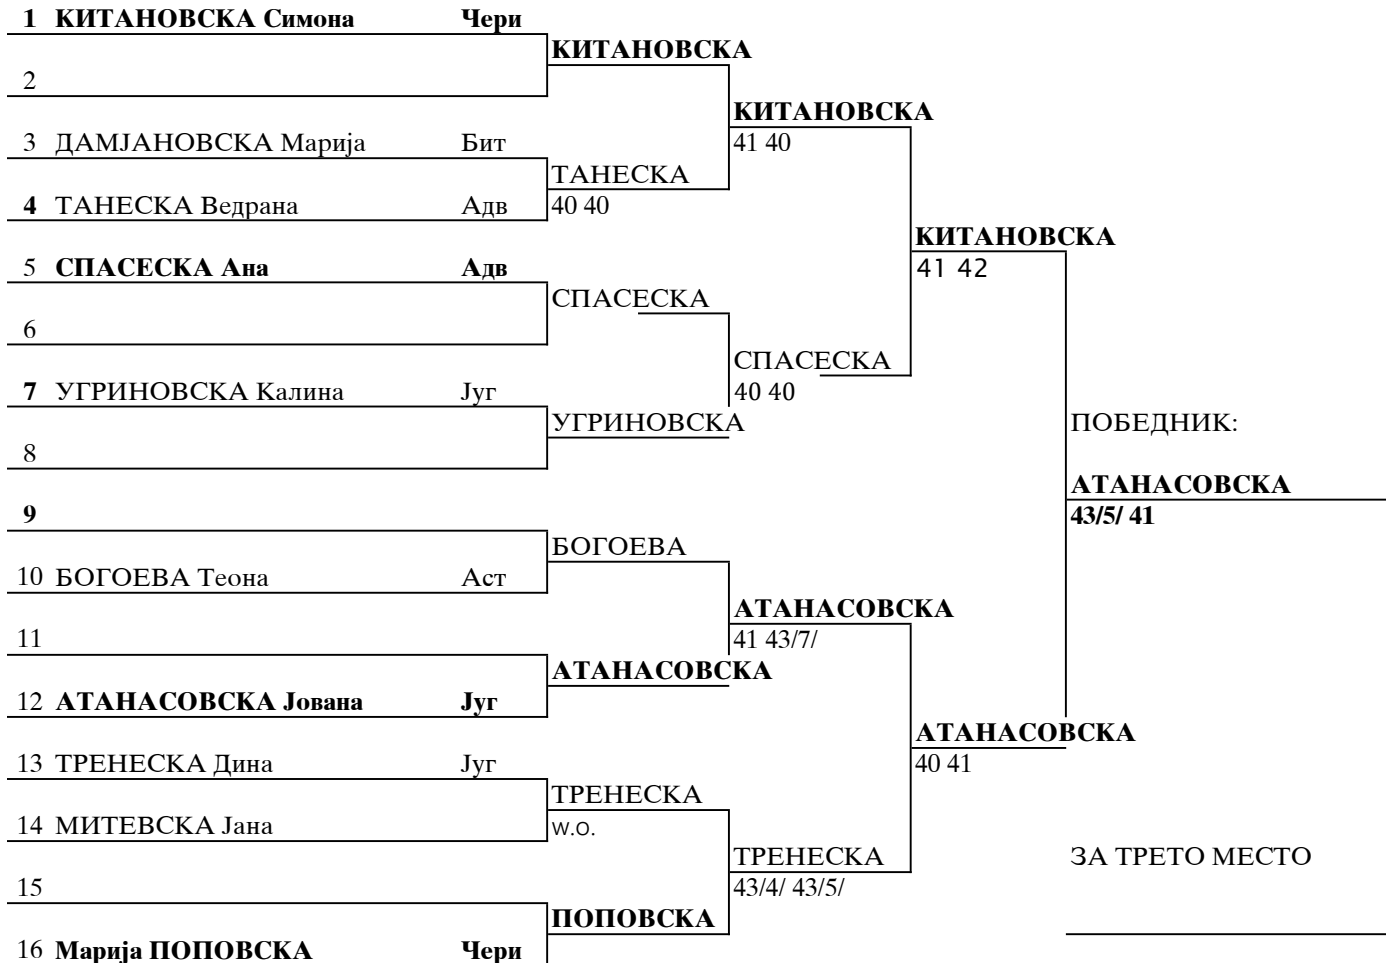 1 КИТАНОВСКА Симона Чери
КИТАНОВСКА
2
КИТАНОВСКА
3 ДАМЈАНОВСКА Марија Бит
41 40
ТАНЕСКА
4 ТАНЕСКА Ведрана Адв
40 40
КИТАНОВСКА
5 СПАСЕСКА Ана Адв
41 42
СПАСЕСКА
6
СПАСЕСКА
7 УГРИНОВСКА Калина Југ
40 40
УГРИНОВСКА
ПОБЕДНИК:
8
АТАНАСОВСКА
9
43/5/ 41
БОГОЕВА
10 БОГОЕВА Теона Аст
АТАНАСОВСКА
11
41 43/7/
АТАНАСОВСКА
12 АТАНАСОВСКА Јована Југ
АТАНАСОВСКА
13 ТРЕНЕСКА Дина Југ
40 41
ТРЕНЕСКА
14 МИТЕВСКА Јана
w.o.
ТРЕНЕСКА
ЗА ТРЕТО МЕСТО
15
43/4/ 43/5/
ПОПОВСКА
16 Марија ПОПОВСКА Чери